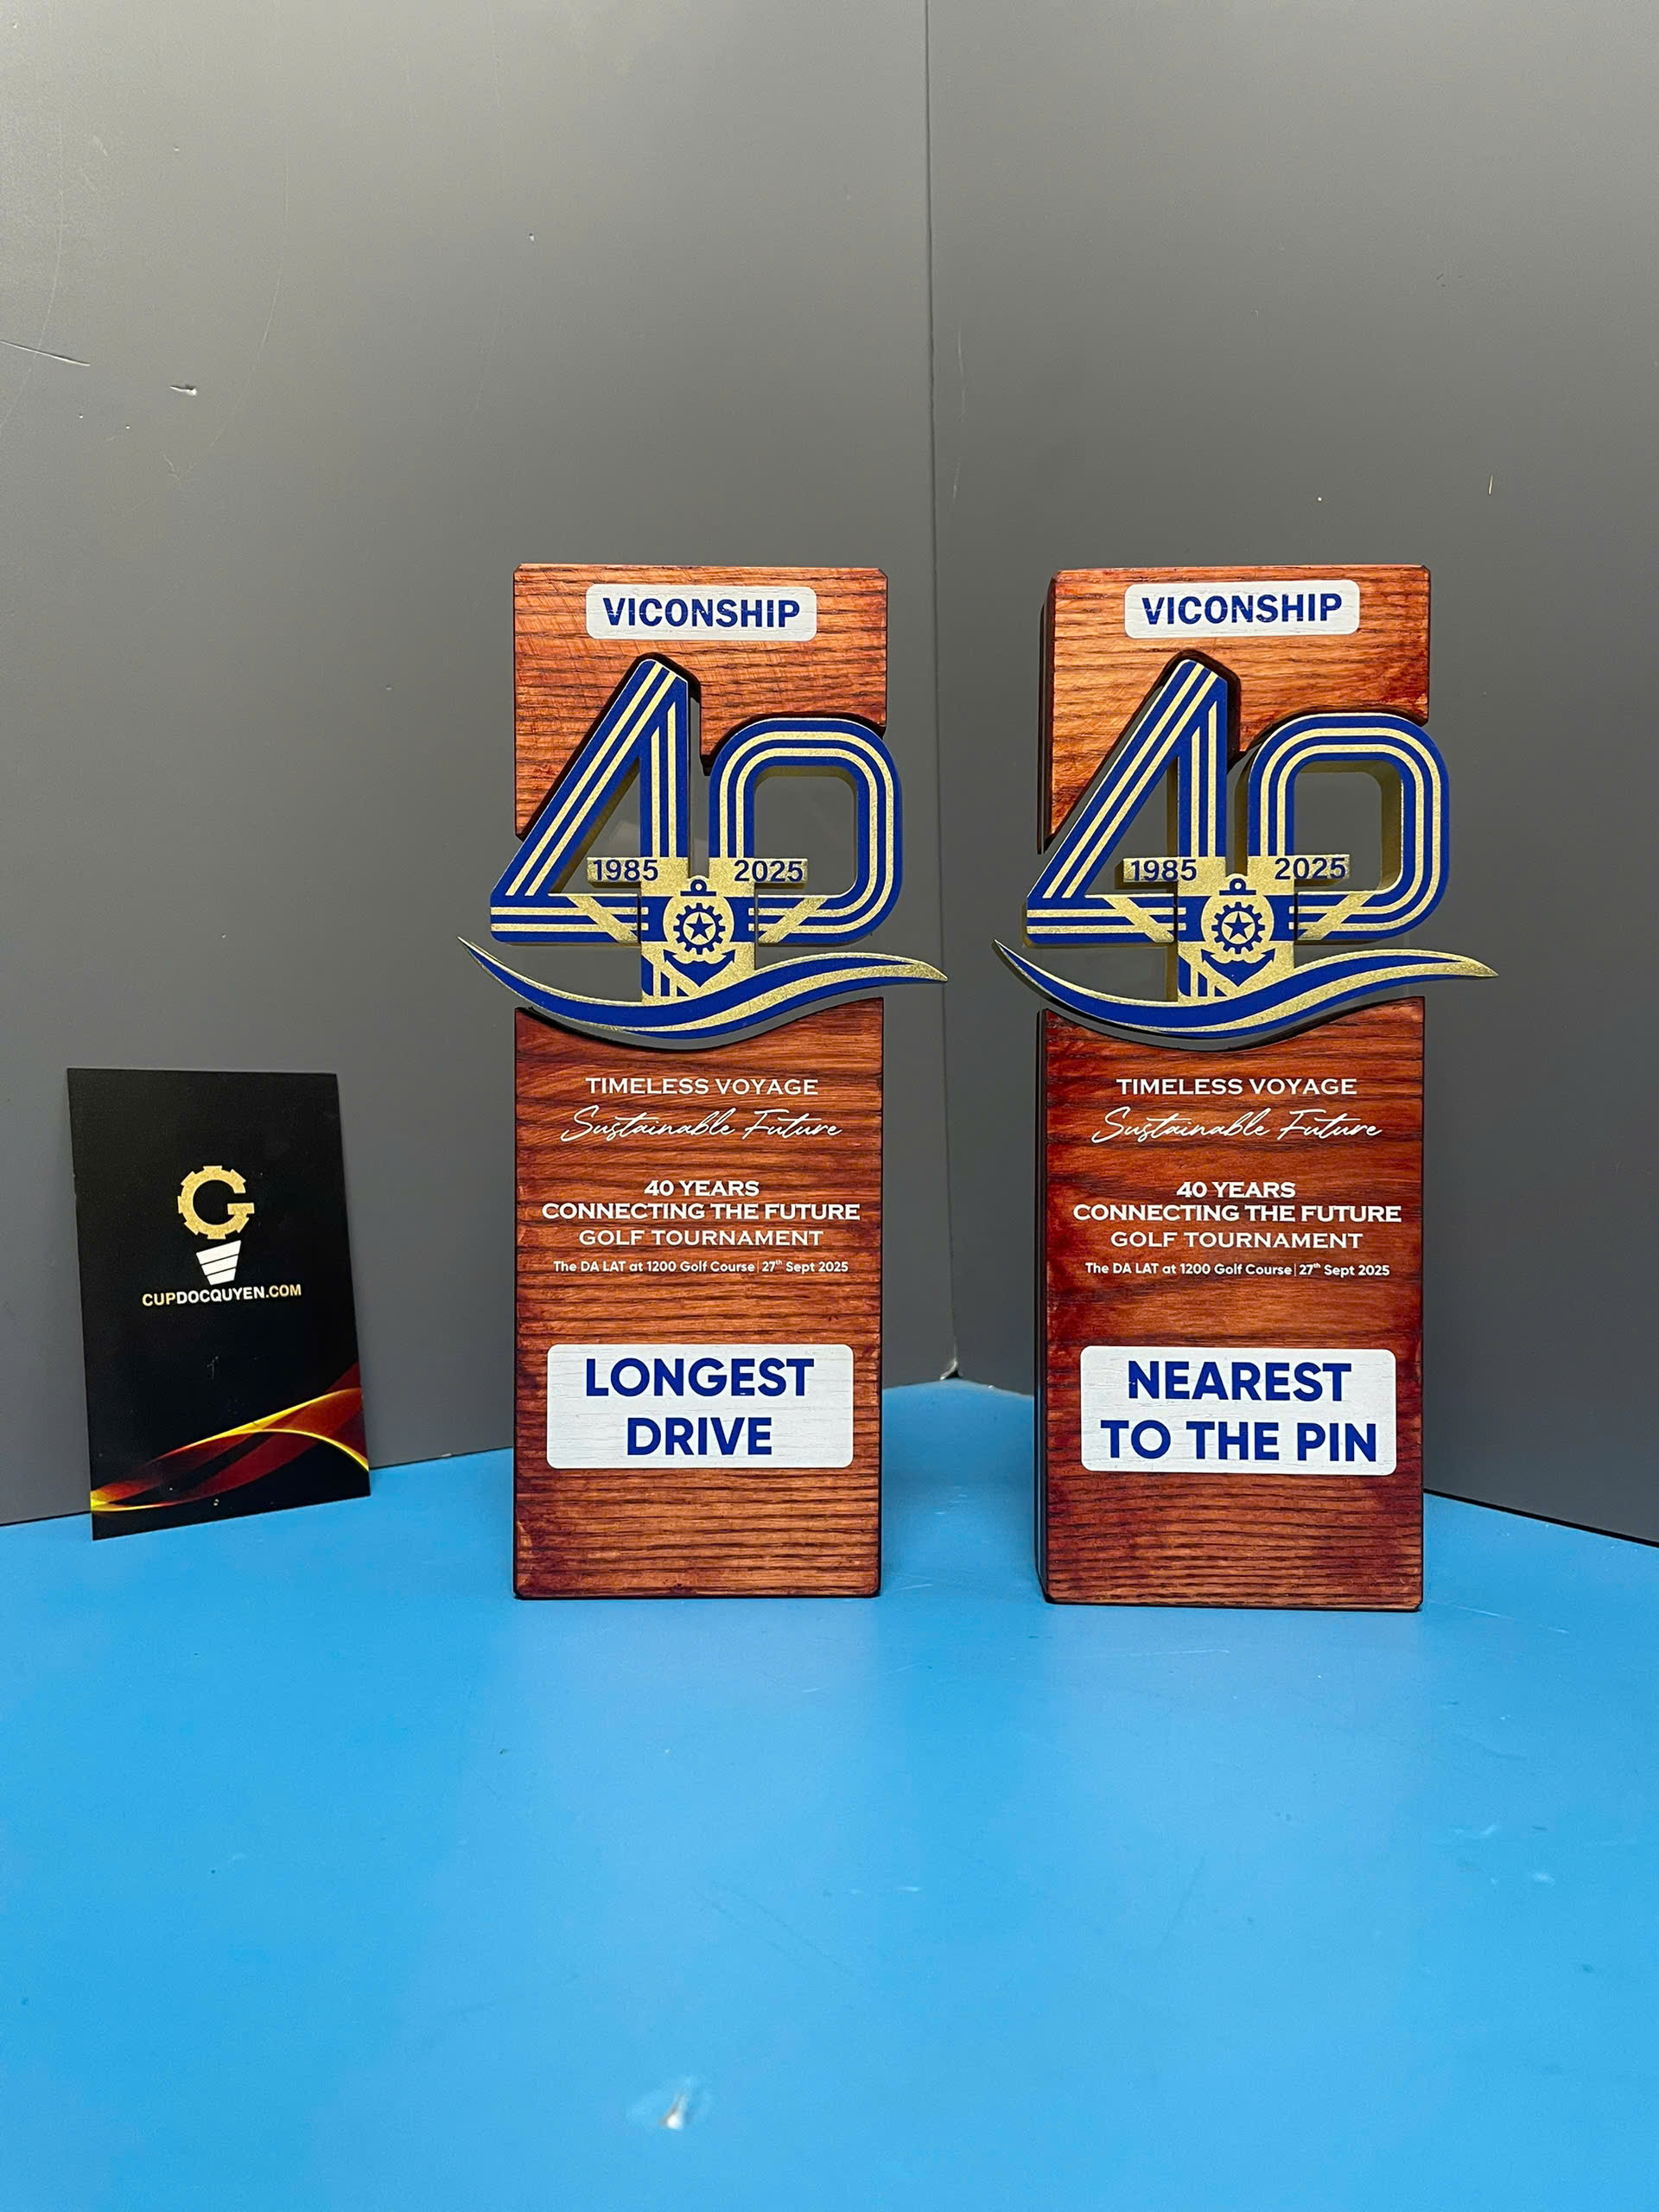 CUPDOCQUYEN.COM
VICONSHIP
40
1985 2025
TIMELESS VOYAGE
Sustainable Future
40 YEARS
CONNECTING THE FUTURE
GOLF TOURNAMENT
The DA LAT at 1200 Golf Course | 27th Sept 2025
LONGEST
DRIVE
VICONSHIP
40
1985 2025
TIMELESS VOYAGE
Sustainable Future
40 YEARS
CONNECTING THE FUTURE
GOLF TOURNAMENT
The DA LAT at 1200 Golf Course | 27th Sept 2025
NEAREST
TO THE PIN